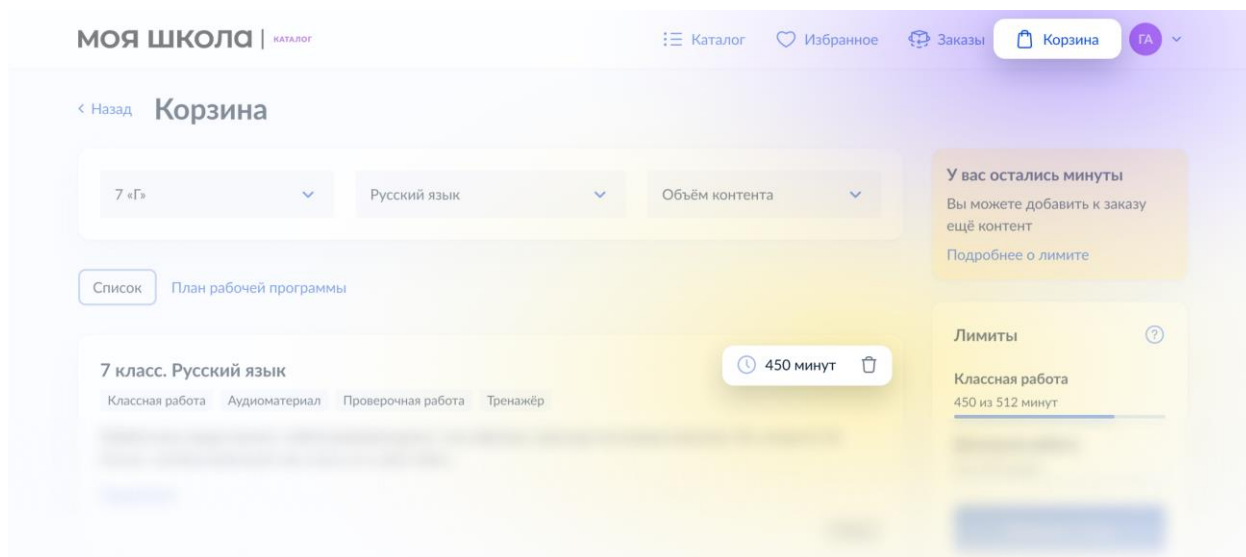 МОЯ ШКОЛА | КАТАЛОГ
Каталог
Избранное
Заказы
Корзина
ГА
Назад
Корзина
7 «Г»
Русский язык
Объём контента
Список
План рабочей программы
7 класс. Русский язык
450 минут
Классная работа
Аудиоматериал
Проверочная работа
Тренажёр
У вас остались минуты
Вы можете добавить к заказу
ещё контент
Подробнее о лимите
Лимиты
?
Классная работа
450 из 512 минут